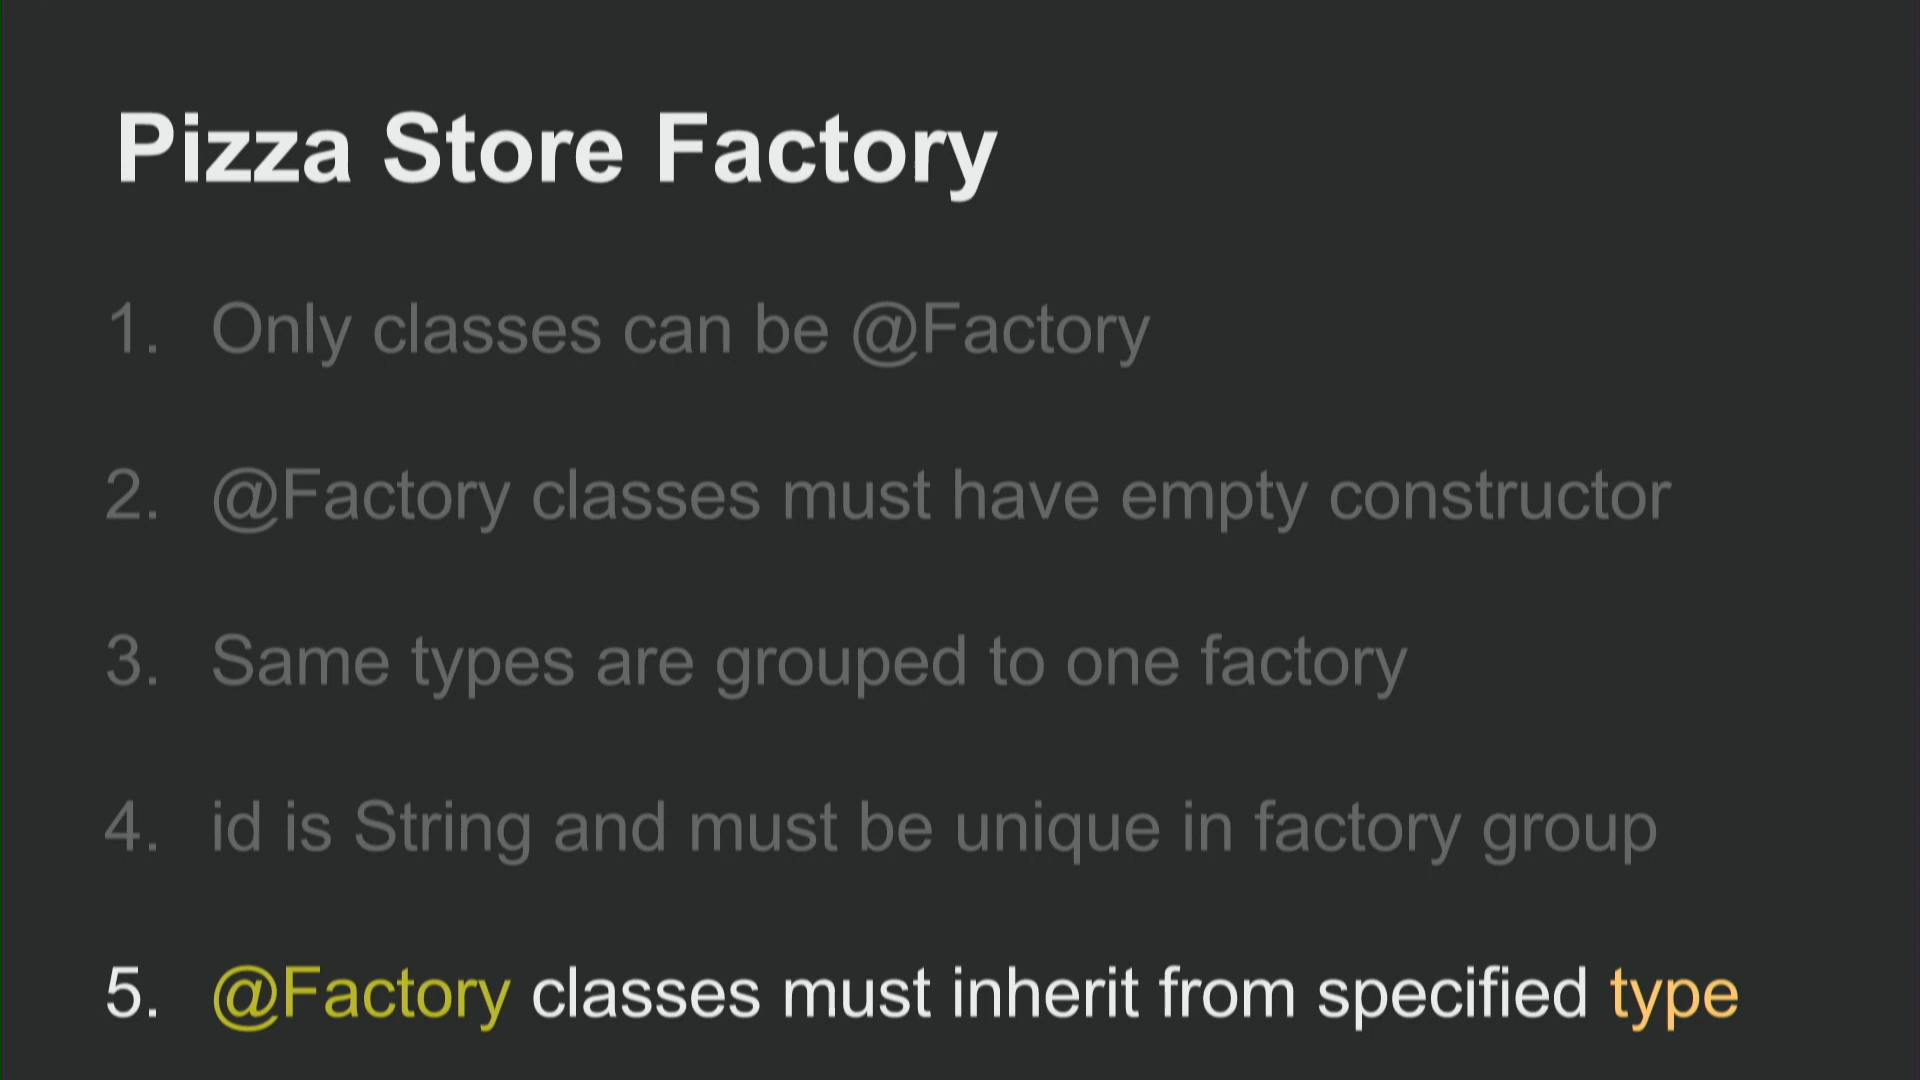 Pizza Store Factory
1. Only classes can be @Factory
2. @Factory classes must have empty constructor
3. Same types are grouped to one factory
4. id is String and must be unique in factory group
5. @Factory classes must inherit from specified type